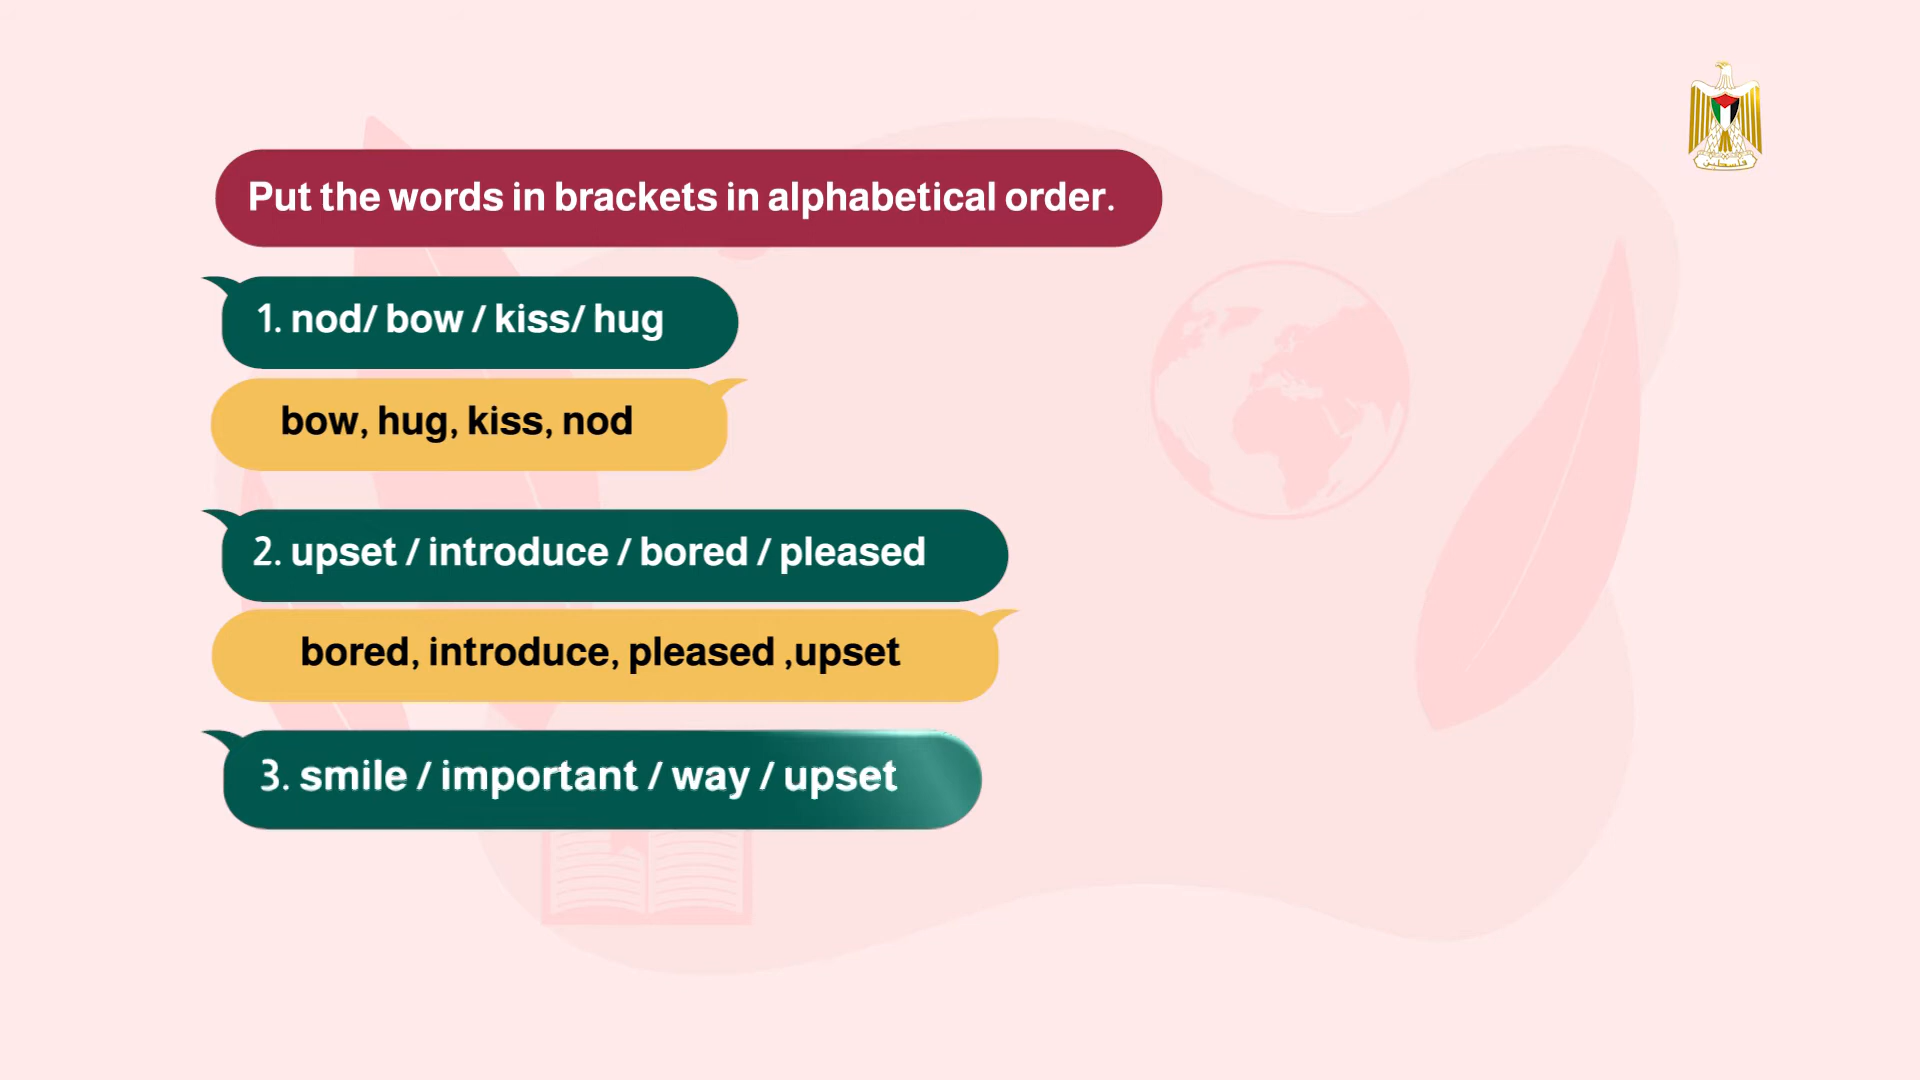 Put the words in brackets in alphabetical order.
1. nod/ bow / kiss/ hug
bow, hug, kiss, nod
2. upset / introduce / bored / pleased
bored, introduce, pleased ,upset
3. smile / important / way / upset
فلسطين